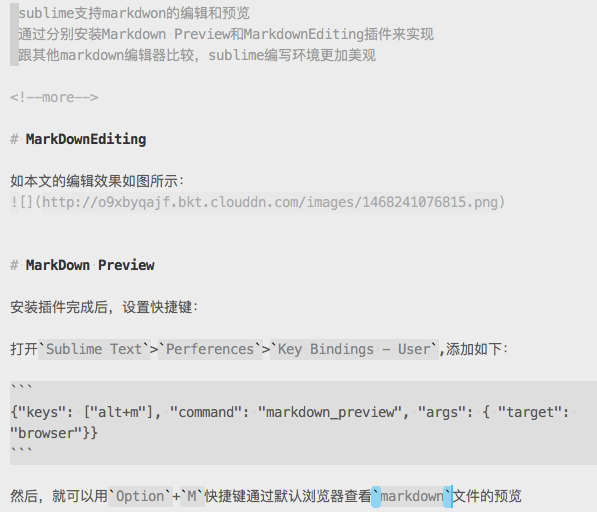 sublime支持markdwon的编辑和预览
通过分别安装Markdown Preview和MarkdownEditing插件来实现
跟其他markdown编辑器比较，sublime编写环境更加美观
<!--more-->
# MarkDownEditing
如本文的编辑效果如图所示：
![](http://o9xbyqajf.bkt.clouddn.com/images/1468241076815.png)
# MarkDown Preview
安装插件完成后，设置快捷键：
打开`Sublime Text`>`Perferences`>`Key Bindings - User`,添加如下：
```
{"keys": ["alt+m"], "command": "markdown_preview", "args": { "target":
"browser"}}
```
然后，就可以用`Option`+`M`快捷键通过默认浏览器查看`markdown`文件的预览